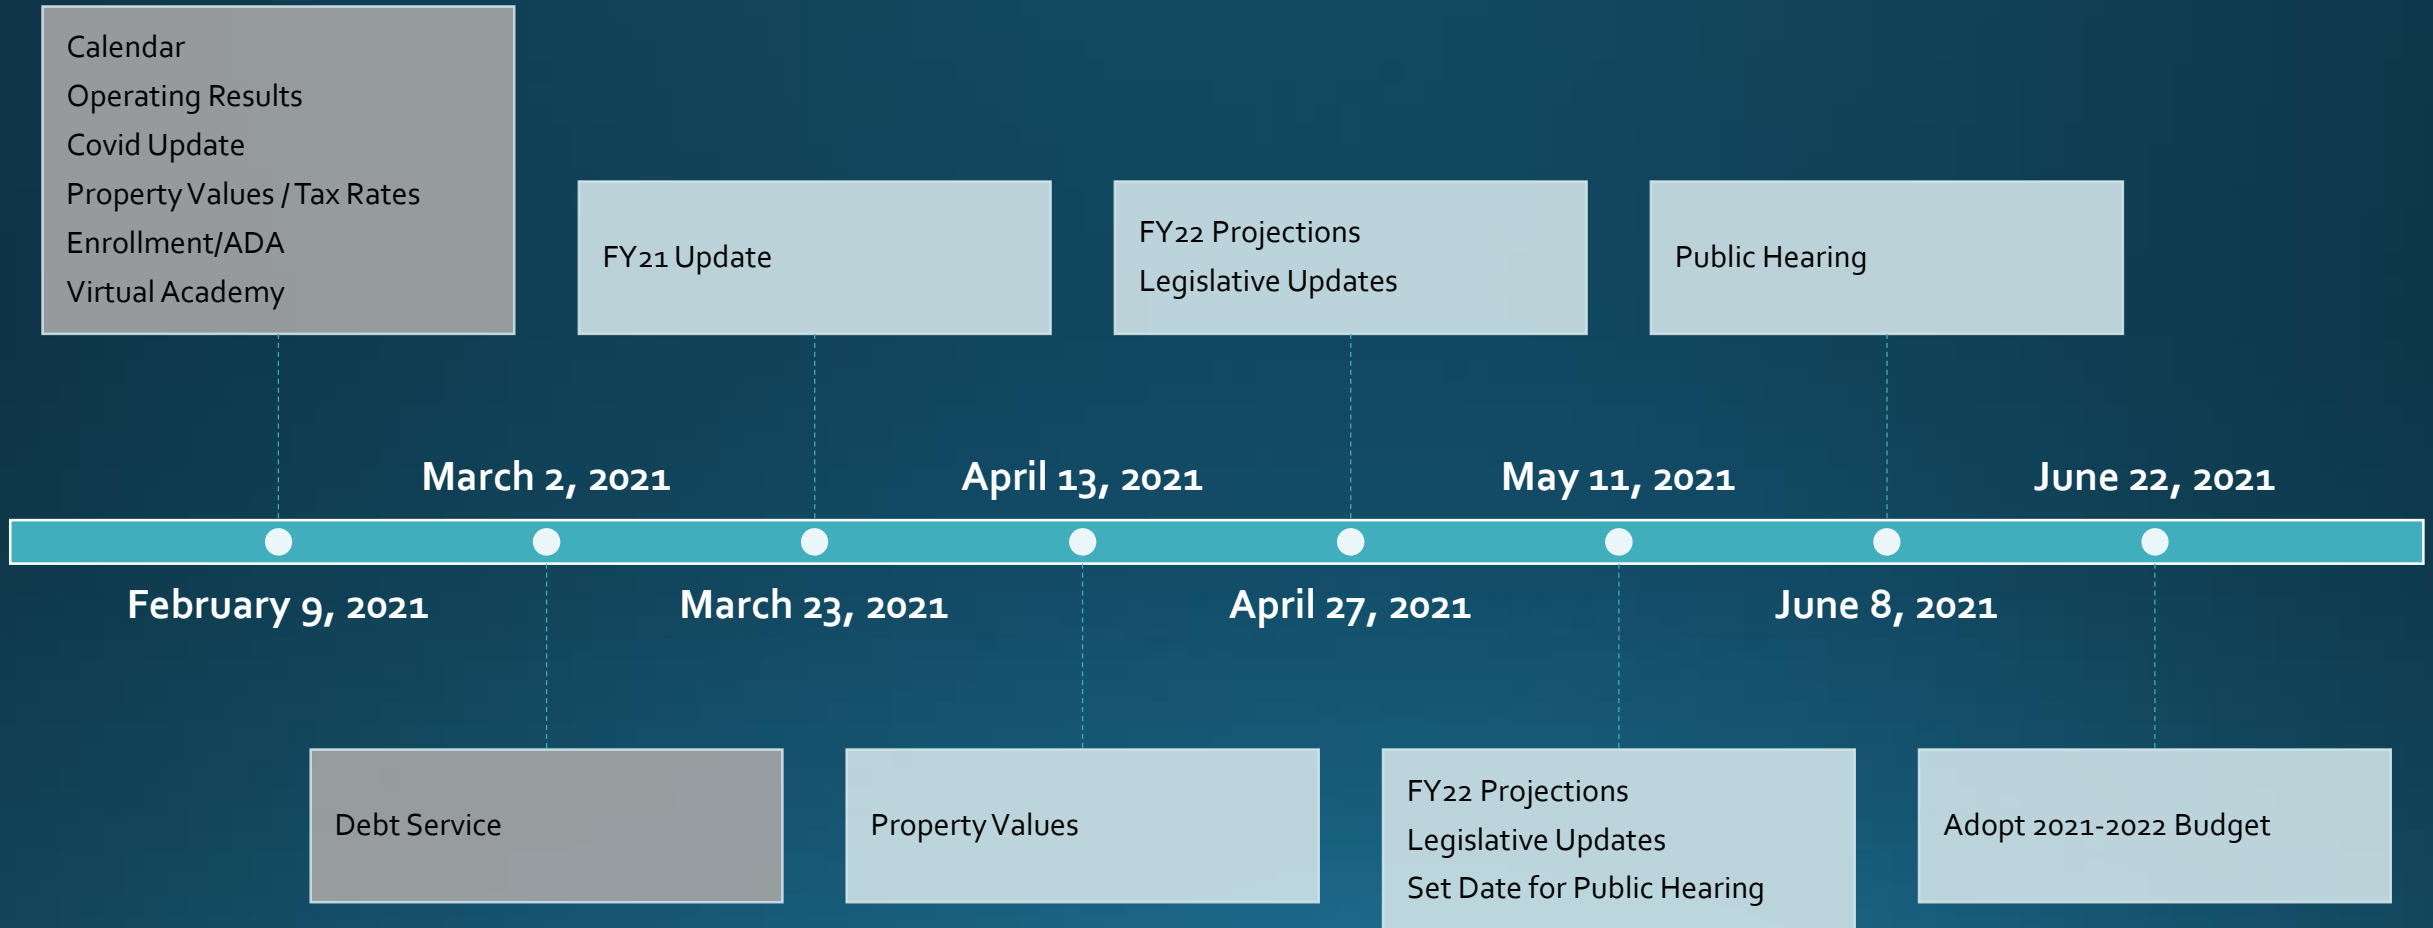 Calendar
Operating Results
Covid Update
Property Values / Tax Rates
Enrollment/ADA
Virtual Academy
FY21 Update
FY22 Projections
Legislative Updates
Public Hearing
March 2, 2021
April 13, 2021
May 11, 2021
June 22, 2021
February 9, 2021
March 23, 2021
April 27, 2021
June 8, 2021
Debt Service
Property Values
FY22 Projections
Legislative Updates
Set Date for Public Hearing
Adopt 2021-2022 Budget